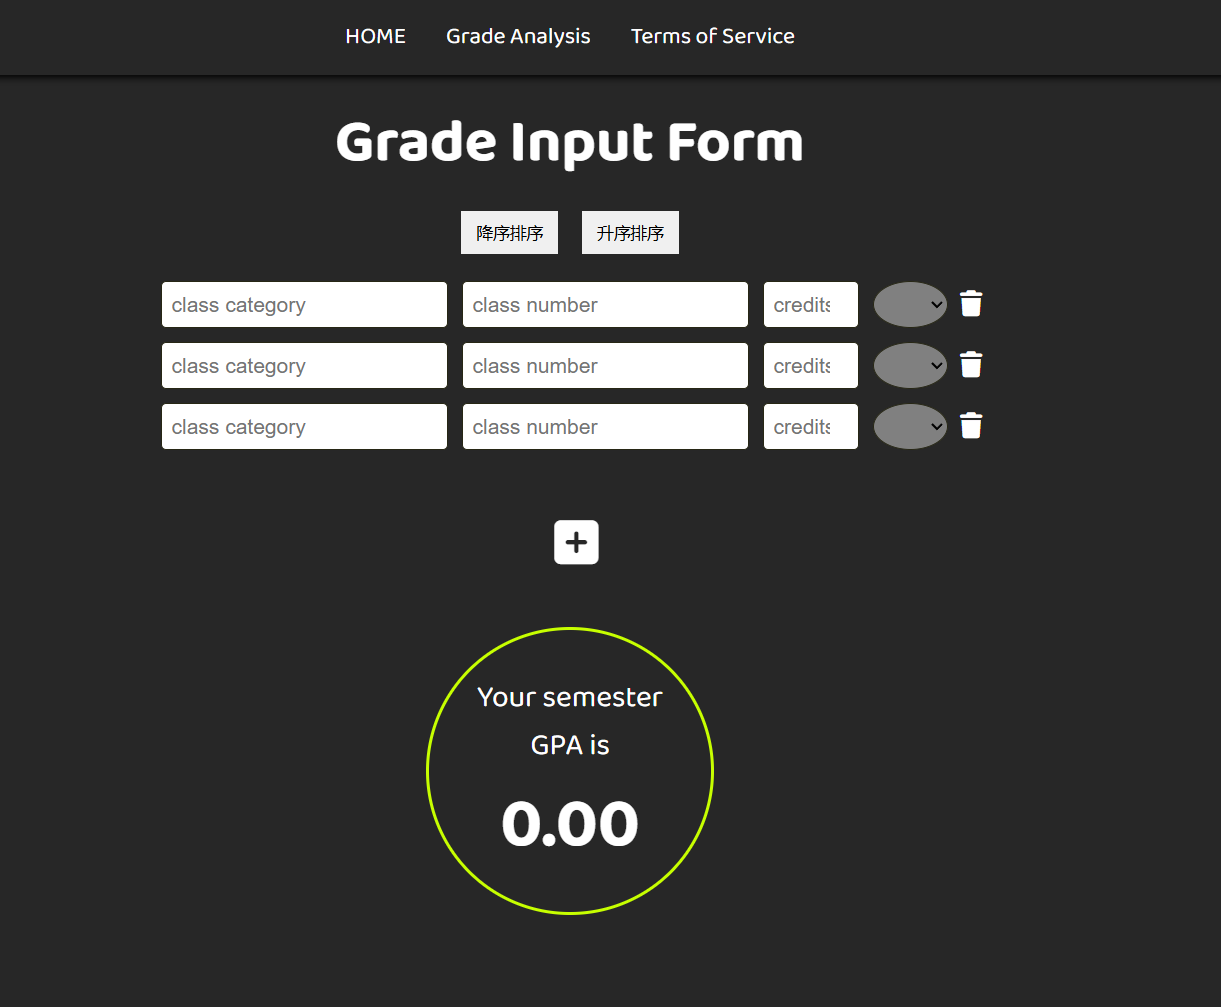 HOME Grade Analysis Terms of Service
Grade Input Form
降序排序 升序排序
class category class number credits
class category class number credits
class category class number credits
Your semester
GPA is
0.00